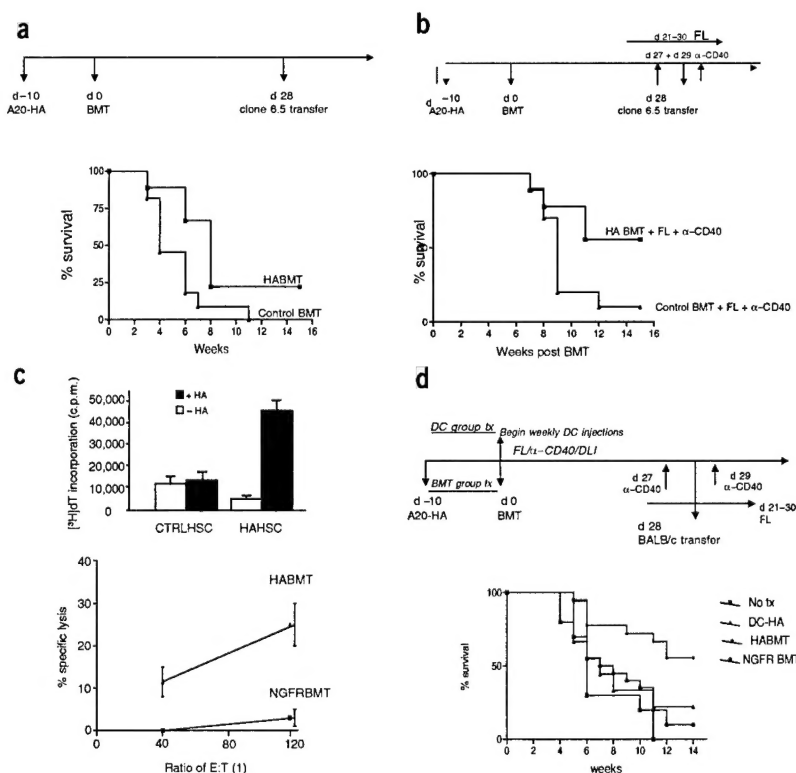 a
d −10
A20-HA
d 0
BMT
d 28
clone 6.5 transfer
% survival
100
75
50
25
0
HABMT
Control BMT
0 2 4 6 8 10 12 14 16
Weeks
b
d 21−30 FL
d 27 + d 29 α−CD40
d −10
A20-HA
d 0
BMT
d 28
clone 6.5 transfer
% survival
100
50
0
HA BMT + FL + α−CD40
Control BMT + FL + α−CD40
0 2 4 6 8 10 12 14 16
Weeks post BMT
c
[³H]dT incorporation (c.p.m.)
50,000
40,000
30,000
20,000
10,000
0
+ HA
− HA
CTRLHSC
HAHSC
% specific lysis
40
30
20
10
0
HABMT
NGFRBMT
0 40 80 120
Ratio of E:T (1)
d
DC group tx
Begin weekly DC injections
FL/α−CD40/DLI
BMT group tx
d −10
A20-HA
d 0
BMT
d 27
α−CD40
d 29
α−CD40
d 21−30
FL
d 28
BALB/c transfer
% survival
100
50
0
No tx
DC-HA
HABMT
NGFR BMT
0 2 4 6 8 10 12 14
weeks